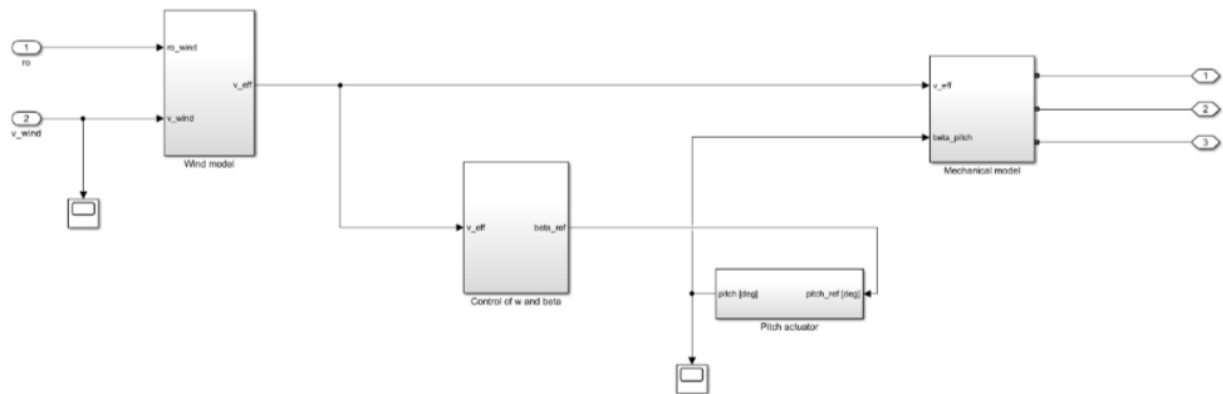 1
ro
2
v_wind
ro_wind
v_wind
v_eff
Wind model
v_eff
beta_ref
Control of w and beta
pitch [deg]
pitch_ref [deg]
Pitch actuator
v_eff
beta_pitch
Mechanical model
1
2
3